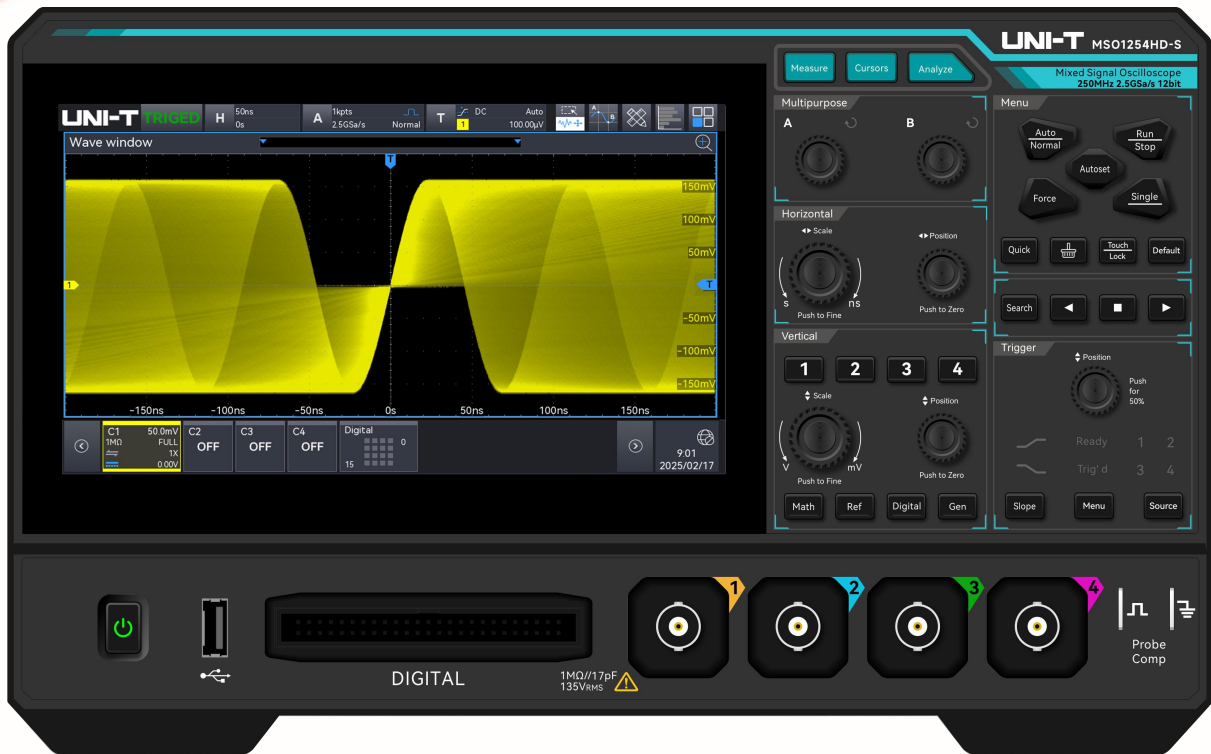 UNI-T MSO1254HD-S
Mixed Signal Oscilloscope
250MHz 2.5GSa/s 12bit
Measure
Cursors
Analyze
UNI-T TRIGED H 50ns 0s A 1kpts 2.5GSa/s Normal T DC 1 Auto 100.00μV A B
Wave window
T
150mV
100mV
50mV
1
T
-50mV
-100mV
-150mV
-150ns -100ns -50ns 0s 50ns 100ns 150ns
C1 50.0mV
1MΩ FULL
1X
0.00V
C2
OFF
C3
OFF
C4
OFF
Digital
0
15
9:01
2025/02/17
Multipurpose
A B
Horizontal
Scale
Position
s ns
Push to Fine
Push to Zero
Vertical
1 2 3 4
Scale
Position
V mV
Push to Fine
Push to Zero
Math Ref Digital Gen
Menu
Auto
Normal
Run
Stop
Autoset
Force
Single
Quick
Touch
Lock
Default
Search
Trigger
Position
Push
for
50%
Ready 1 2
Trig'd 3 4
Slope Menu Source
DIGITAL
1MΩ//17pF
135VRMS
1
2
3
4
Probe
Comp